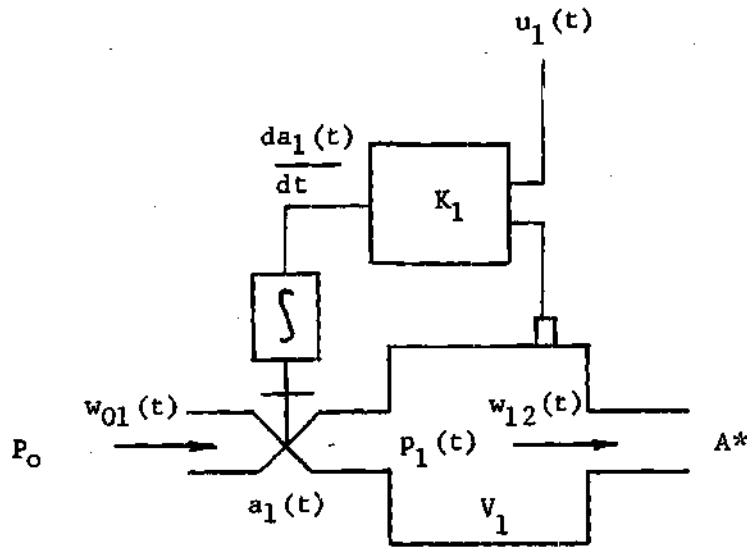 u1(t)
da1(t)
dt
K1
∫
w01(t)
w12(t)
Po
p1(t)
A*
a1(t)
V1